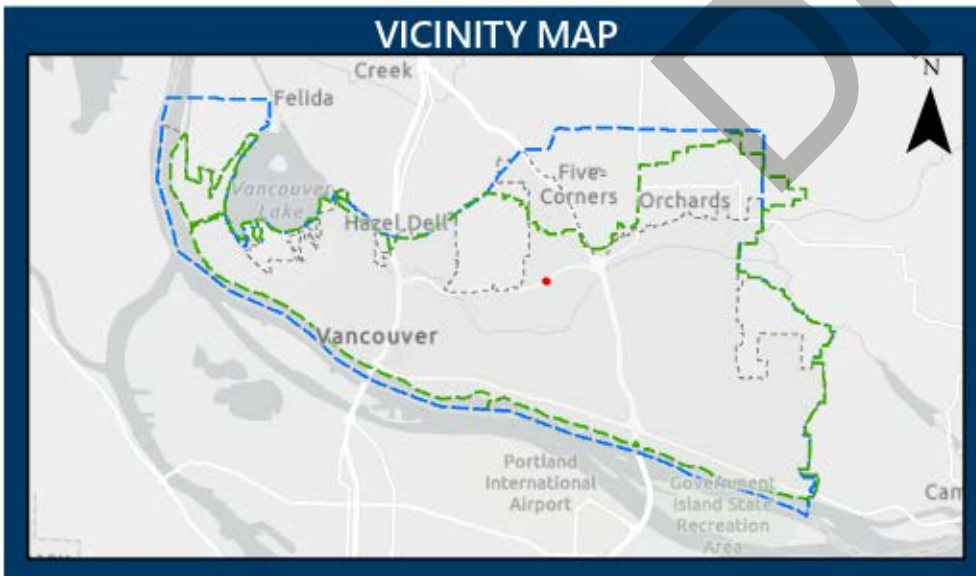 VICINITY MAP
Creek
N
Felida
Vancouver
Lake
Five-
Corners
Orchards
Hazel Dell
Vancouver
Portland
International
Airport
Government
Island State
Recreation
Area
Cam